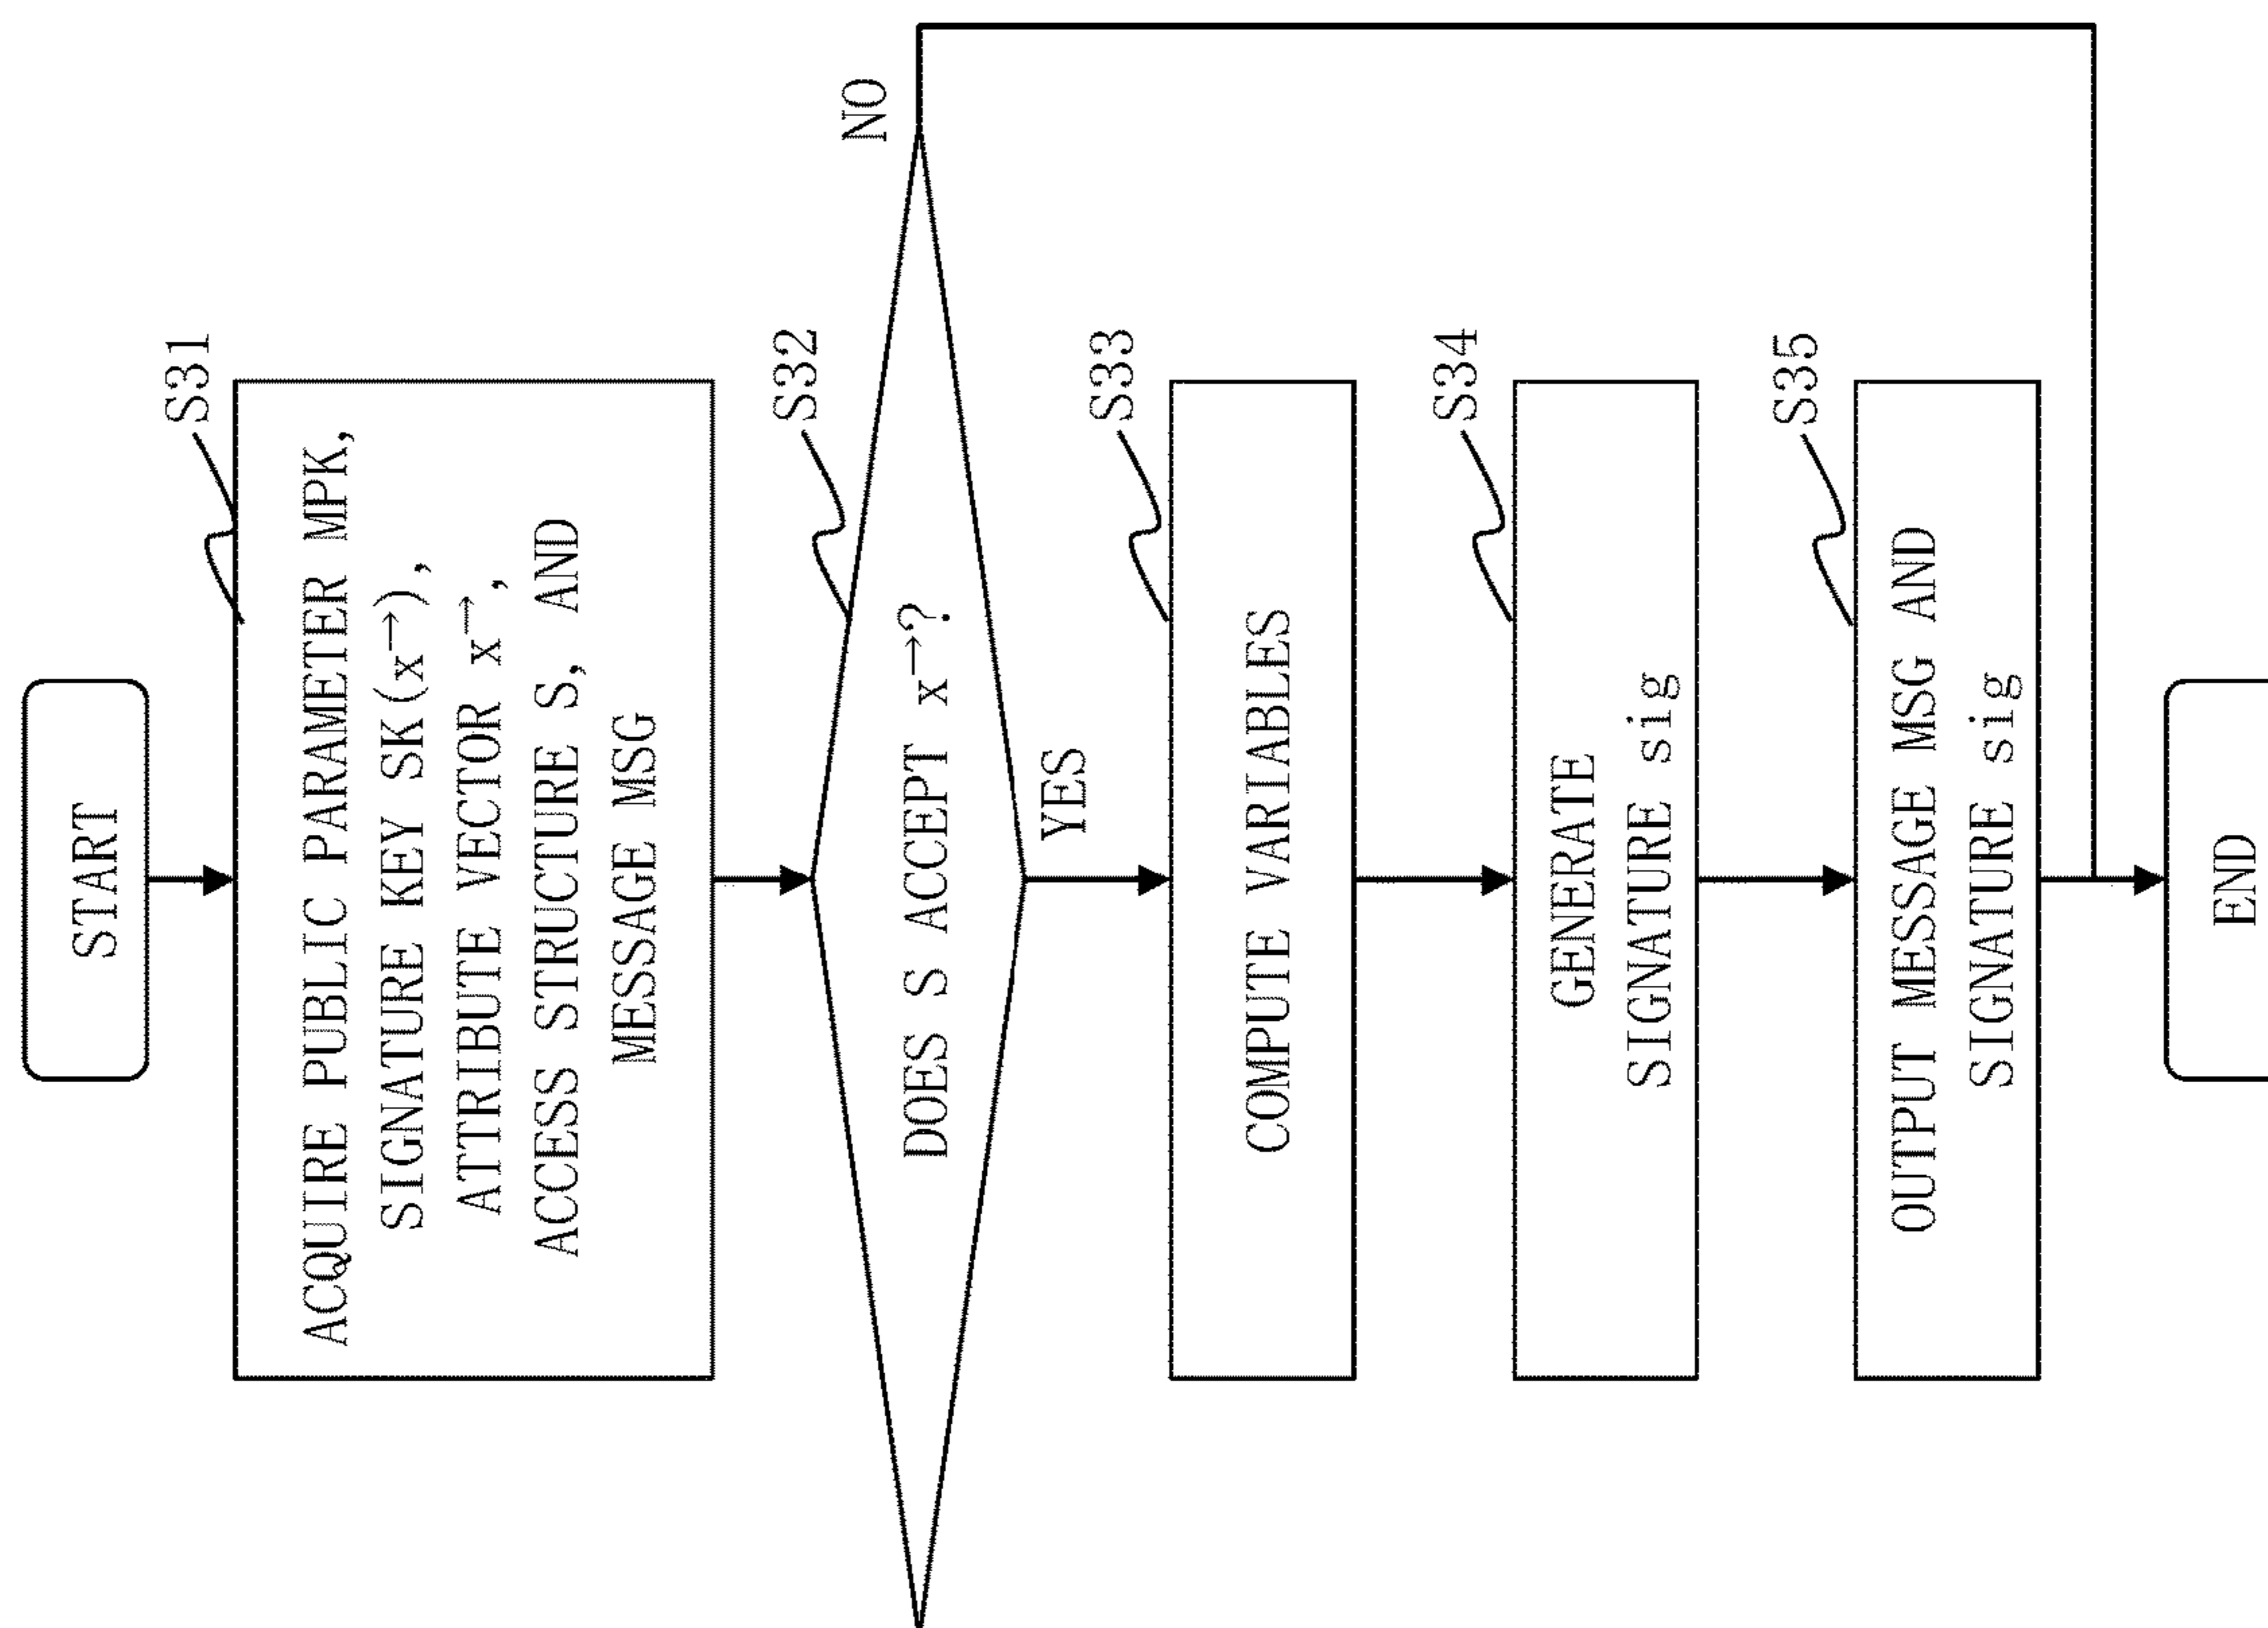 START
S31
ACQUIRE PUBLIC PARAMETER MPK,
SIGNATURE KEY SK(x→),
ATTRIBUTE VECTOR x→,
ACCESS STRUCTURE S, AND
MESSAGE MSG
S32
NO
DOES S ACCEPT x→?
YES
S33
COMPUTE VARIABLES
S34
GENERATE
SIGNATURE sig
S35
OUTPUT MESSAGE MSG AND
SIGNATURE sig
END